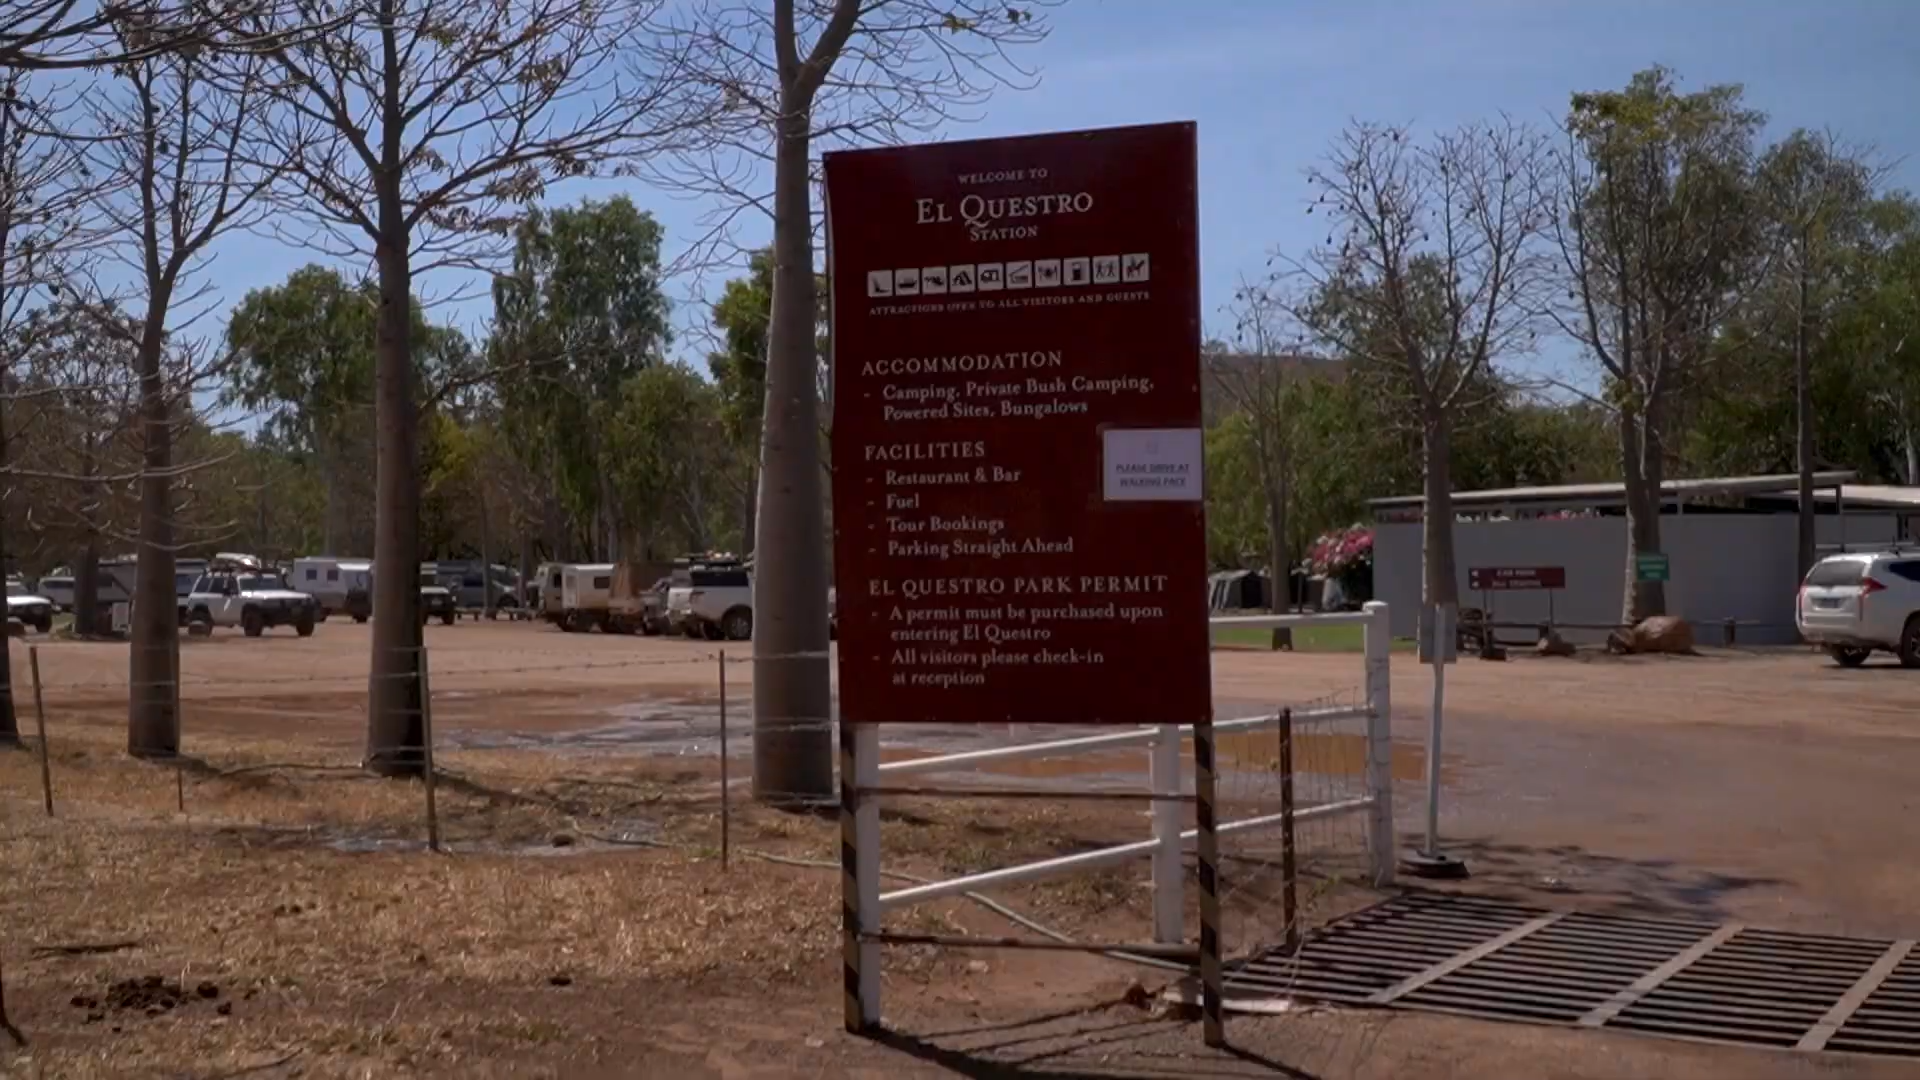 WELCOME TO
EL QUESTRO
STATION
ATTRACTIONS OPEN TO ALL VISITORS AND GUESTS
ACCOMMODATION
- Camping, Private Bush Camping,
Powered Sites, Bungalows
FACILITIES
- Restaurant & Bar
- Fuel
- Tour Bookings
- Parking Straight Ahead
PLEASE DRIVE AT
WALKING PACE
EL QUESTRO PARK PERMIT
- A permit must be purchased upon
entering El Questro
- All visitors please check-in
at reception
CAR PARK